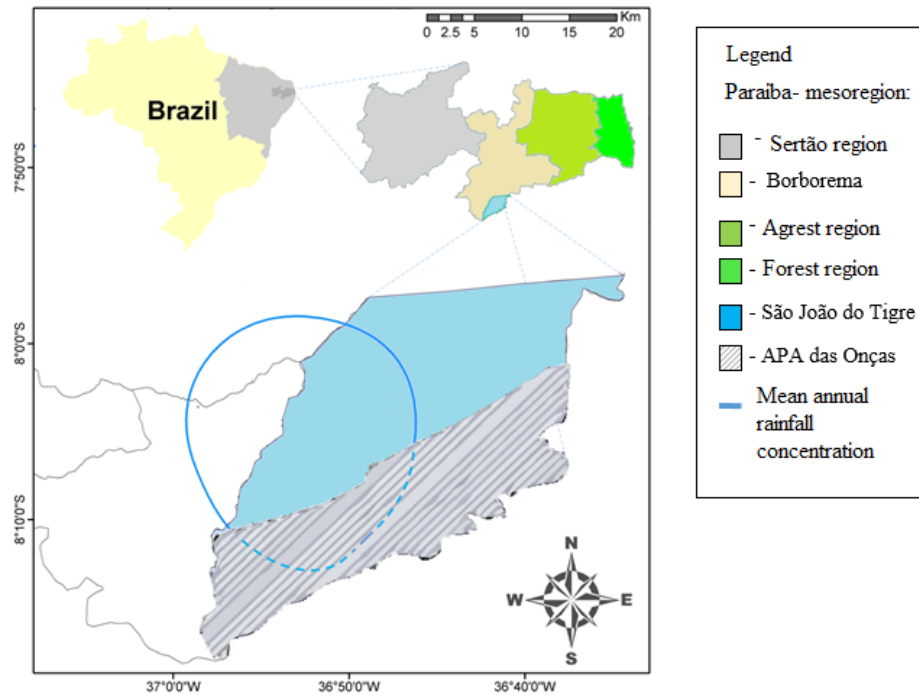 Km
0 2.5 5 10 15 20
Brazil
7°50'0"S
8°0'0"S
8°10'0"S
37°0'0"W 36°50'0"W 36°40'0"W
N
W E
S
Legend
Paraiba- mesoregion:
- Sertão region
- Borborema
- Agrest region
- Forest region
- São João do Tigre
- APA das Onças
Mean annual
rainfall
concentration